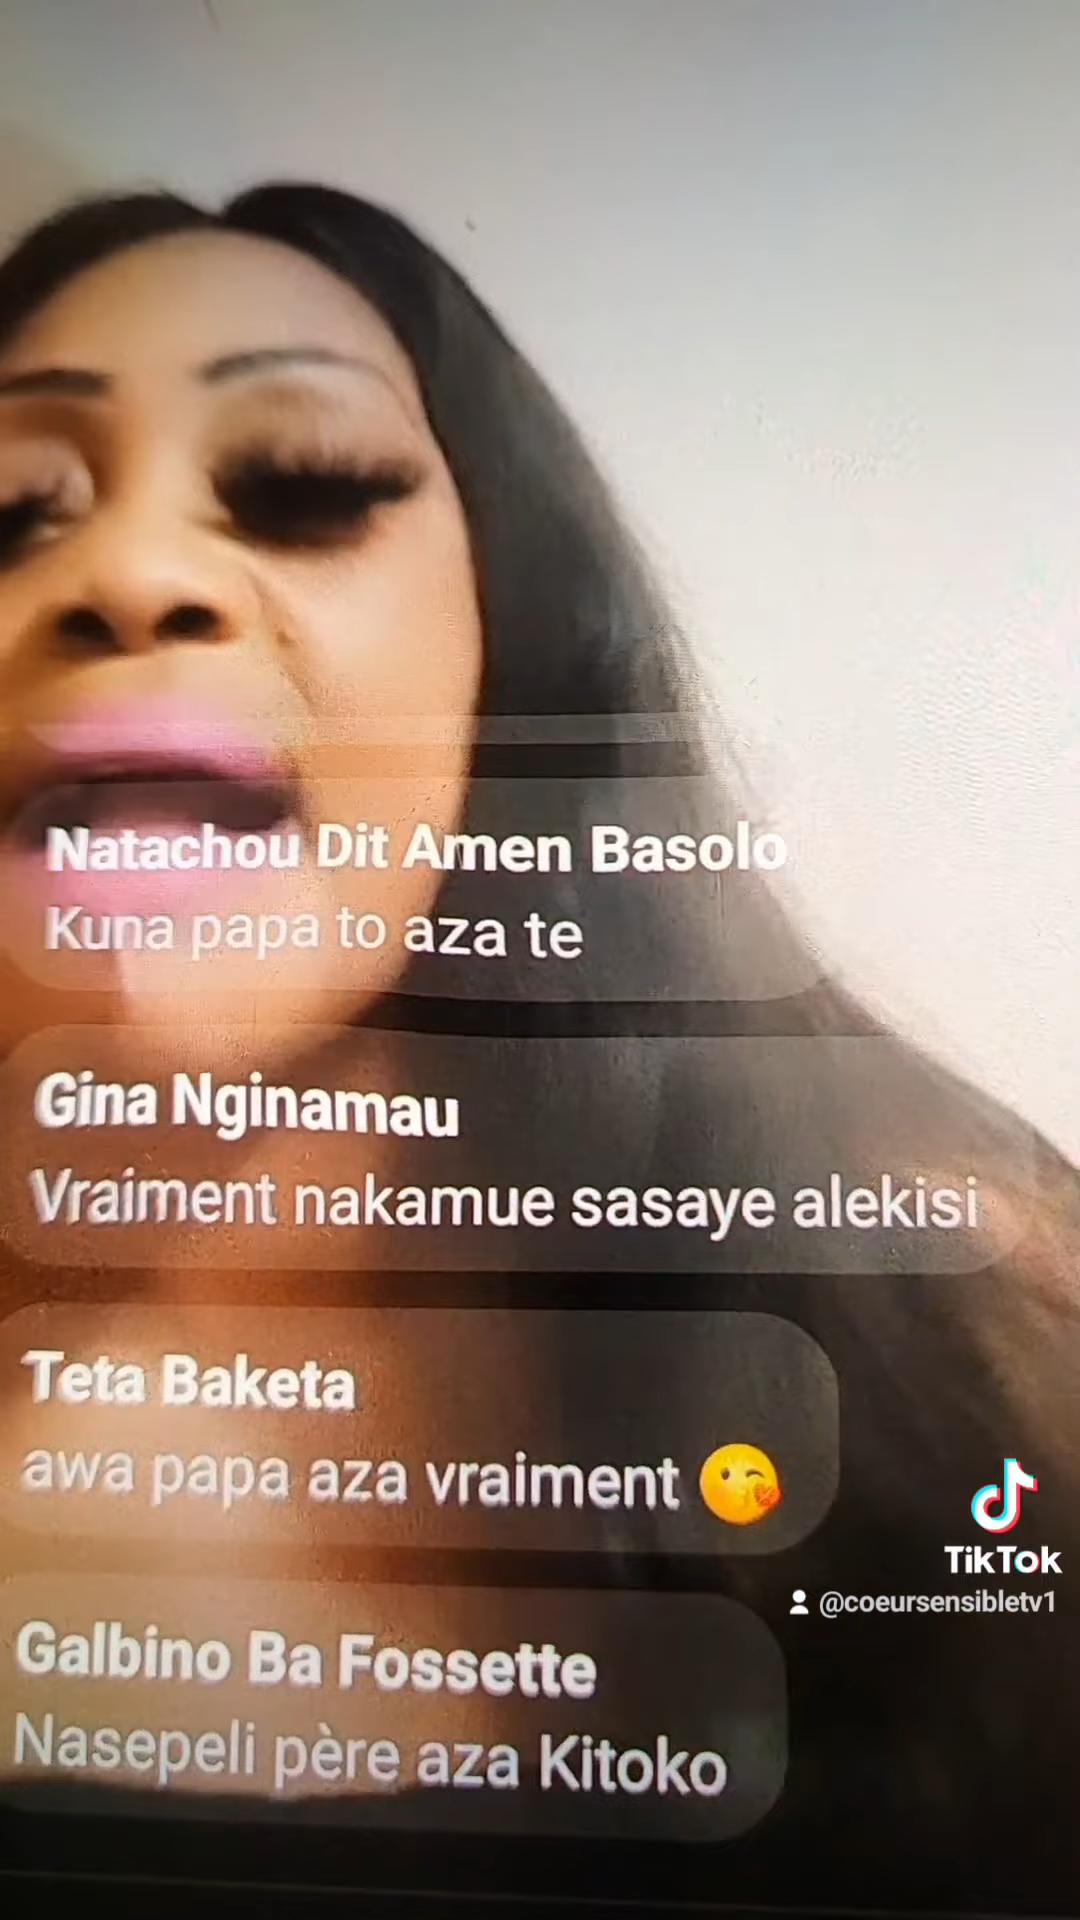 Natachou Dit Amen Basolo
Kuna papa to aza te
Gina Nginamau
Vraiment nakamue sasaye alekisi
Teta Baketa
awa papa aza vraiment 😘
Galbino Ba Fossette
Nasepeli père aza Kitoko
TikTok
@coeursensibletv1